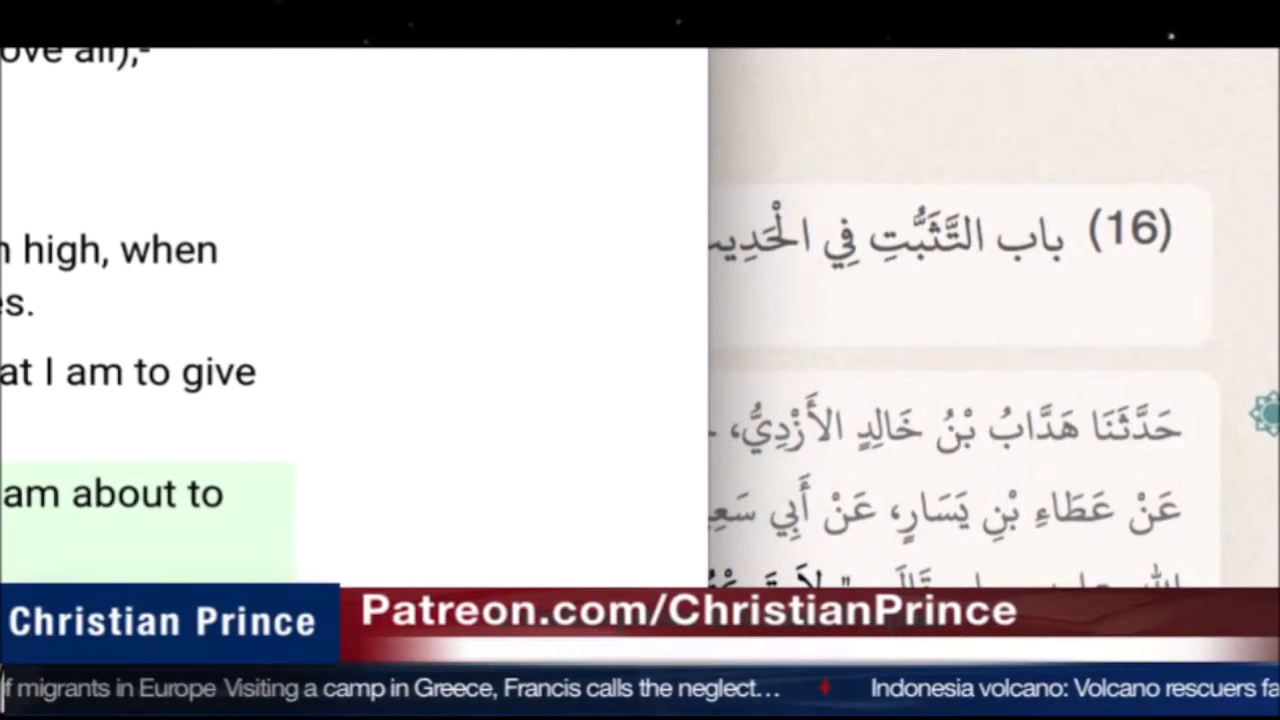 ove all),-
high, when
es.
at I am to give
am about to
(16) باب التَّثَبُّتِ فِي الْحَدِيـ
حَدَّثَنَا هَدَّابُ بْنُ خَالِدٍ الأَزْدِيُّ،
عَنْ عَطَاءِ بْنِ يَسَارٍ، عَنْ أَبِي سَعِـ
Christian Prince
Patreon.com/ChristianPrince
f migrants in Europe Visiting a camp in Greece, Francis calls the neglect… Indonesia volcano: Volcano rescuers fa